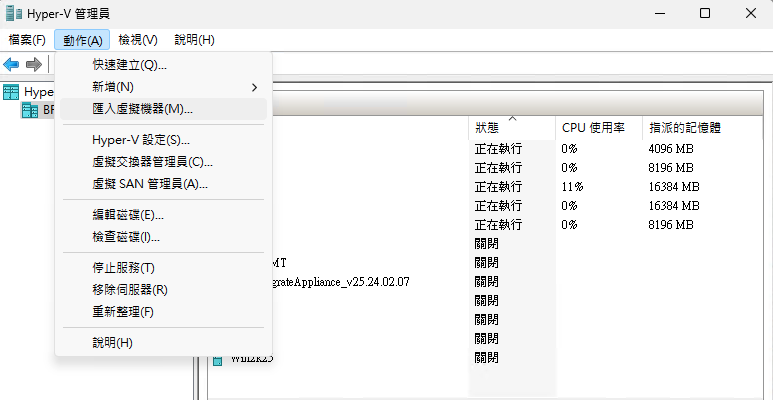 Hyper-V 管理員
檔案(F) 動作(A) 檢視(V) 說明(H)
快速建立(Q)...
Hyper
新增(N)
匯入虛擬機器(M)...
狀態 CPU 使用率 指派的記憶體
Hyper-V 設定(S)...
正在執行 0% 4096 MB
虛擬交換器管理員(C)...
正在執行 0% 8196 MB
虛擬 SAN 管理員(A)...
正在執行 11% 16384 MB
正在執行 0% 16384 MB
編輯磁碟(E)...
正在執行 0% 8196 MB
檢查磁碟(I)...
關閉
停止服務(T)
MT 關閉
移除伺服器(R)
grateAppliance_v25.24.02.07 關閉
重新整理(F)
關閉
關閉
說明(H)
關閉
Win2k25 關閉